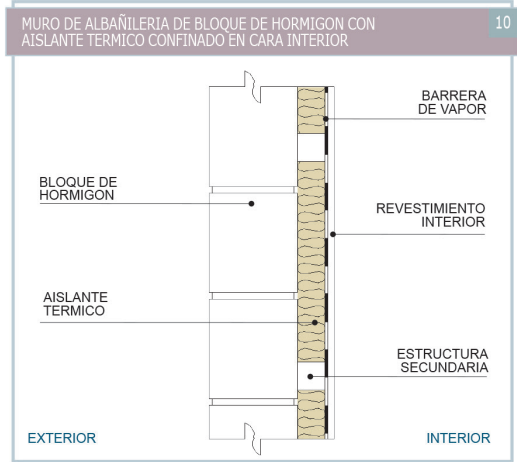 MURO DE ALBAÑILERIA DE BLOQUE DE HORMIGON CON
AISLANTE TERMICO CONFINADO EN CARA INTERIOR
10
BARRERA
DE VAPOR
BLOQUE DE
HORMIGON
REVESTIMIENTO
INTERIOR
AISLANTE
TERMICO
ESTRUCTURA
SECUNDARIA
EXTERIOR
INTERIOR